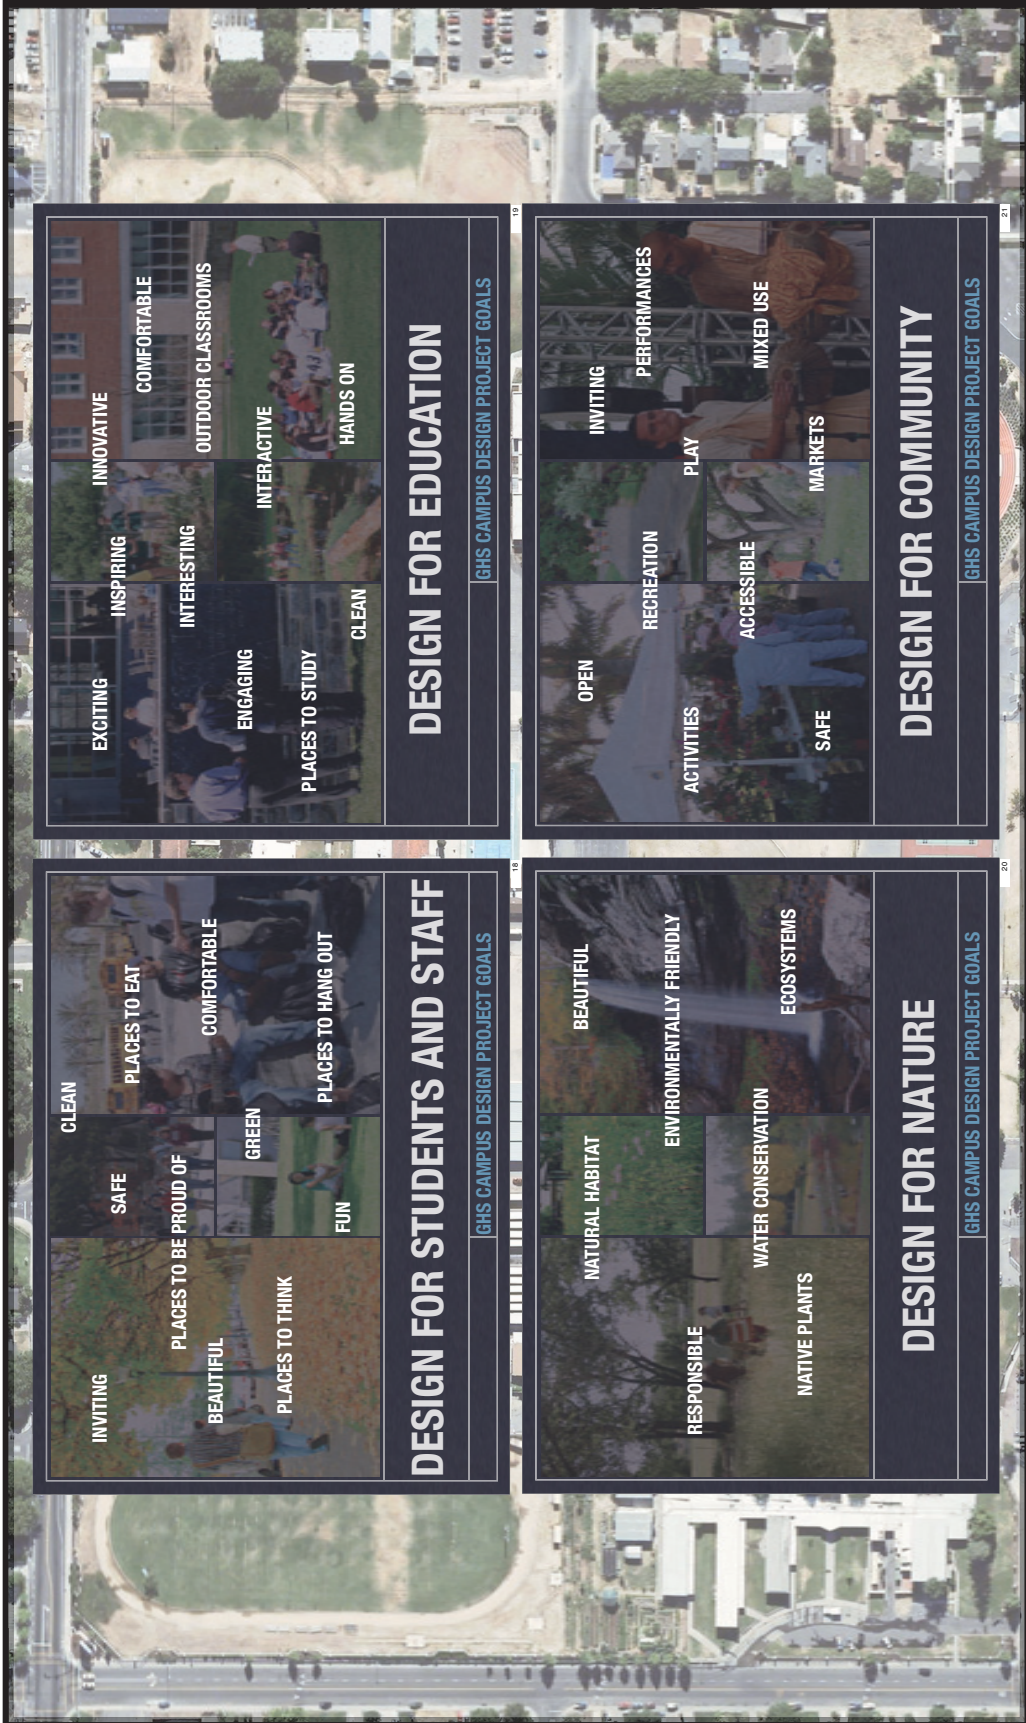 CLEAN
INVITING
SAFE
PLACES TO EAT
PLACES TO BE PROUD OF
COMFORTABLE
BEAUTIFUL
GREEN
PLACES TO THINK
PLACES TO HANG OUT
FUN
DESIGN FOR STUDENTS AND STAFF
GHS CAMPUS DESIGN PROJECT GOALS
18
EXCITING
INNOVATIVE
INSPIRING
COMFORTABLE
INTERESTING
OUTDOOR CLASSROOMS
ENGAGING
INTERACTIVE
PLACES TO STUDY
HANDS ON
CLEAN
DESIGN FOR EDUCATION
GHS CAMPUS DESIGN PROJECT GOALS
19
BEAUTIFUL
NATURAL HABITAT
ENVIRONMENTALLY FRIENDLY
RESPONSIBLE
WATER CONSERVATION
ECOSYSTEMS
NATIVE PLANTS
DESIGN FOR NATURE
GHS CAMPUS DESIGN PROJECT GOALS
20
OPEN
INVITING
RECREATION
PERFORMANCES
ACTIVITIES
PLAY
ACCESSIBLE
MIXED USE
SAFE
MARKETS
DESIGN FOR COMMUNITY
GHS CAMPUS DESIGN PROJECT GOALS
21